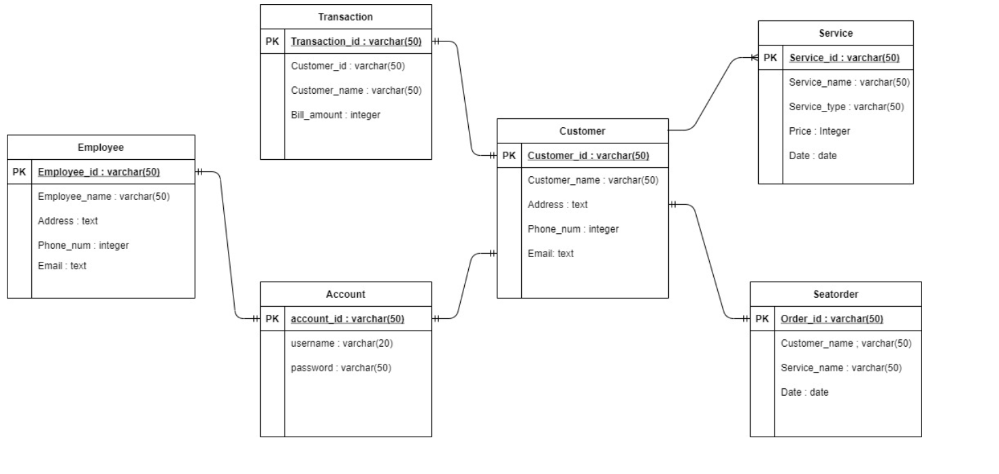 Transaction
PK Transaction_id : varchar(50)
Customer_id : varchar(50)
Customer_name : varchar(50)
Bill_amount : integer
Service
PK Service_id : varchar(50)
Service_name : varchar(50)
Service_type : varchar(50)
Price : Integer
Date : date
Employee
PK Employee_id : varchar(50)
Employee_name : varchar(50)
Address : text
Phone_num : integer
Email : text
Customer
PK Customer_id : varchar(50)
Customer_name : varchar(50)
Address : text
Phone_num : integer
Email: text
Account
PK account_id : varchar(50)
username : varchar(20)
password : varchar(50)
Seatorder
PK Order_id : varchar(50)
Customer_name ; varchar(50)
Service_name : varchar(50)
Date : date